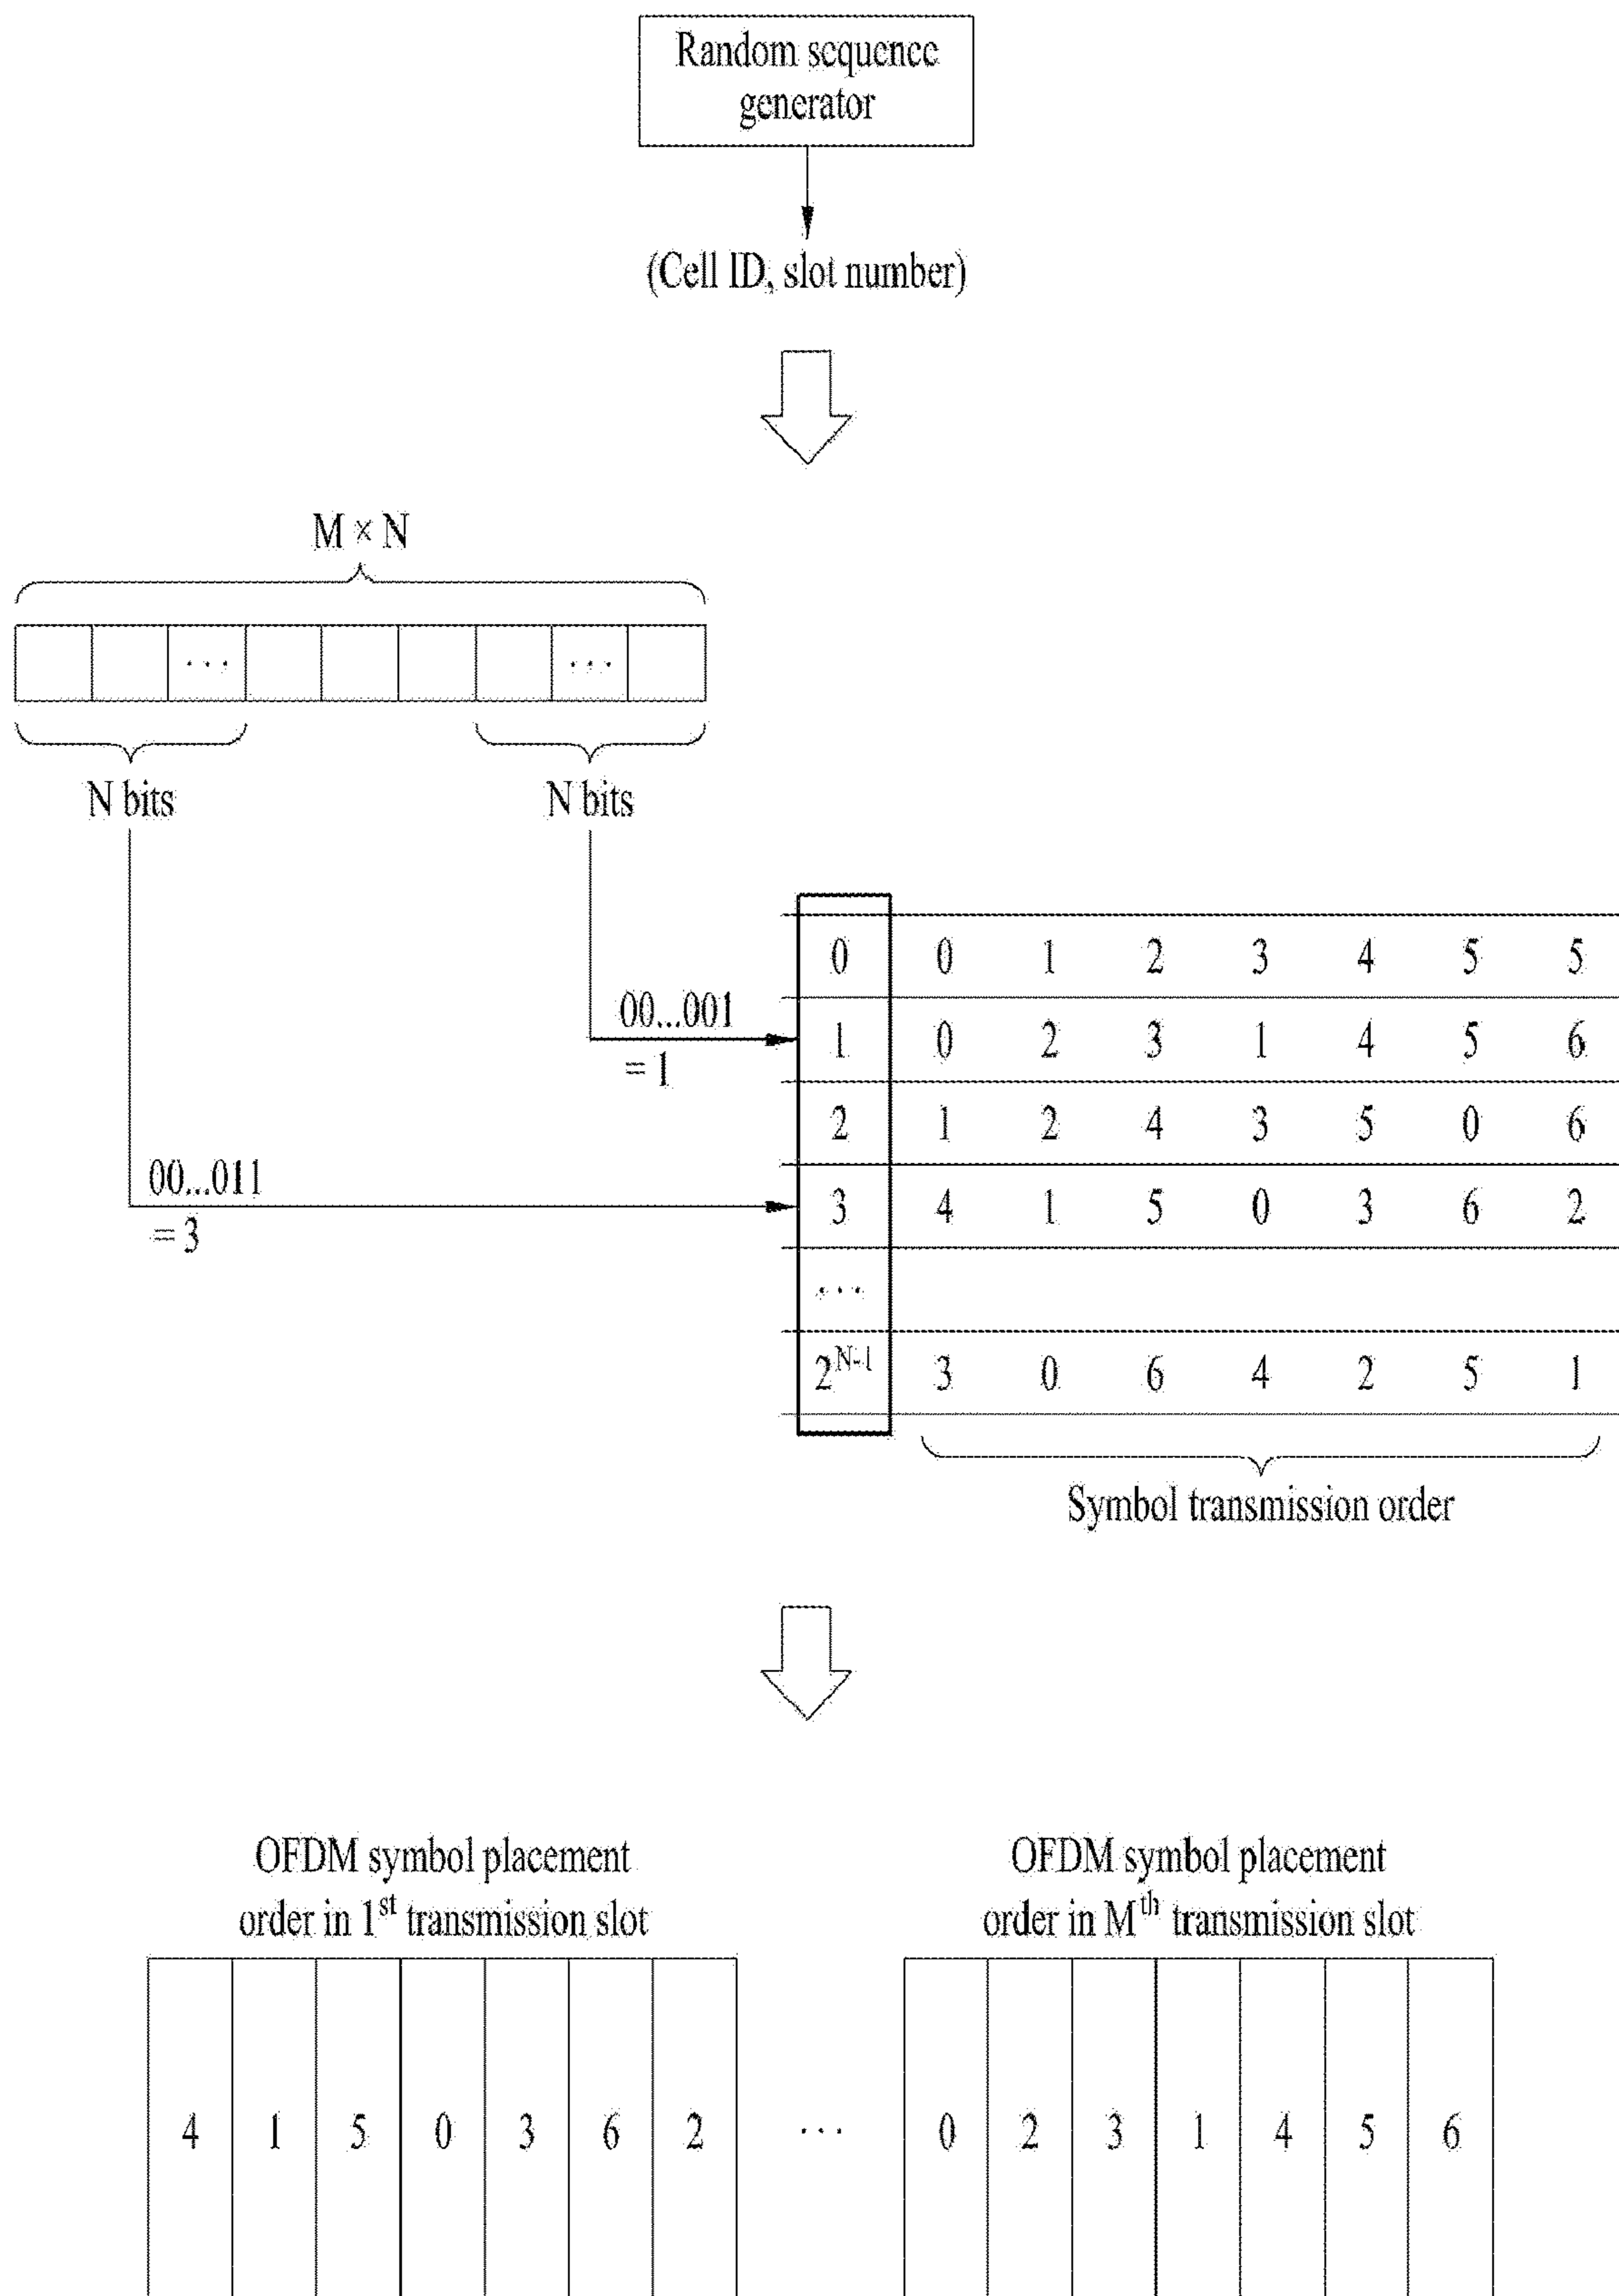 Random sequence
generator
(Cell ID, slot number)
M × N
... ...
N bits N bits
0 0 1 2 3 4 5 5
00...001
= 1
1 0 2 3 1 4 5 6
2 1 2 4 3 5 0 6
00...011
= 3
3 4 1 5 0 3 6 2
...
2^N-1 3 0 6 4 2 5 1
Symbol transmission order
OFDM symbol placement
order in 1st transmission slot
OFDM symbol placement
order in Mth transmission slot
4 1 5 0 3 6 2 ... 0 2 3 1 4 5 6